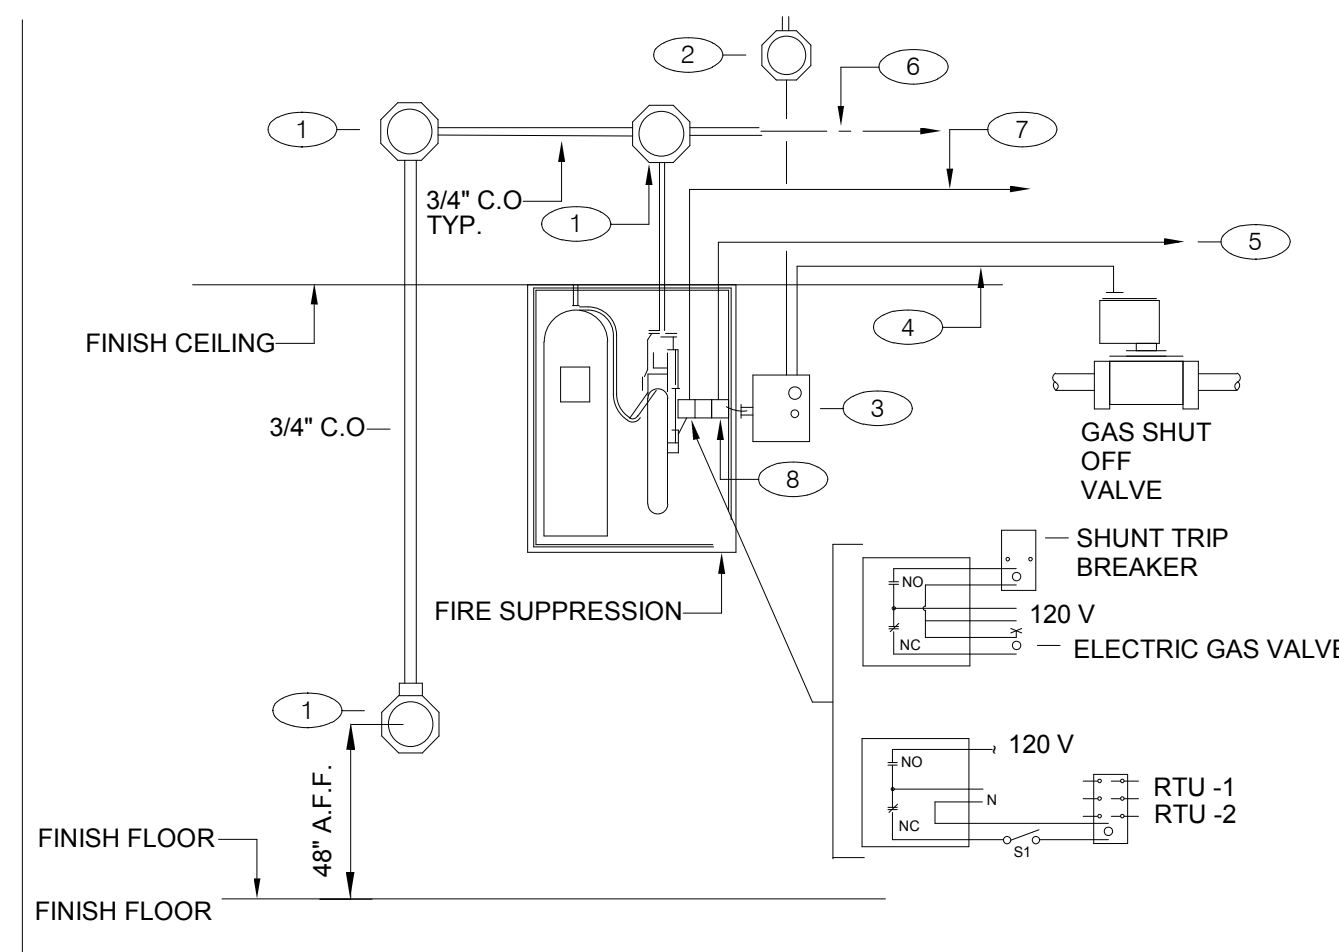 2
6
1
7
3/4" C.O
TYP.
1
5
4
FINISH CEILING
3
3/4" C.O
GAS SHUT
OFF
VALVE
8
SHUNT TRIP
BREAKER
NO
FIRE SUPPRESSION
120 V
NC
ELECTRIC GAS VALVE
1
120 V
NO
RTU -1
N
RTU -2
48" A.F.F.
NC
FINISH FLOOR
S1
FINISH FLOOR